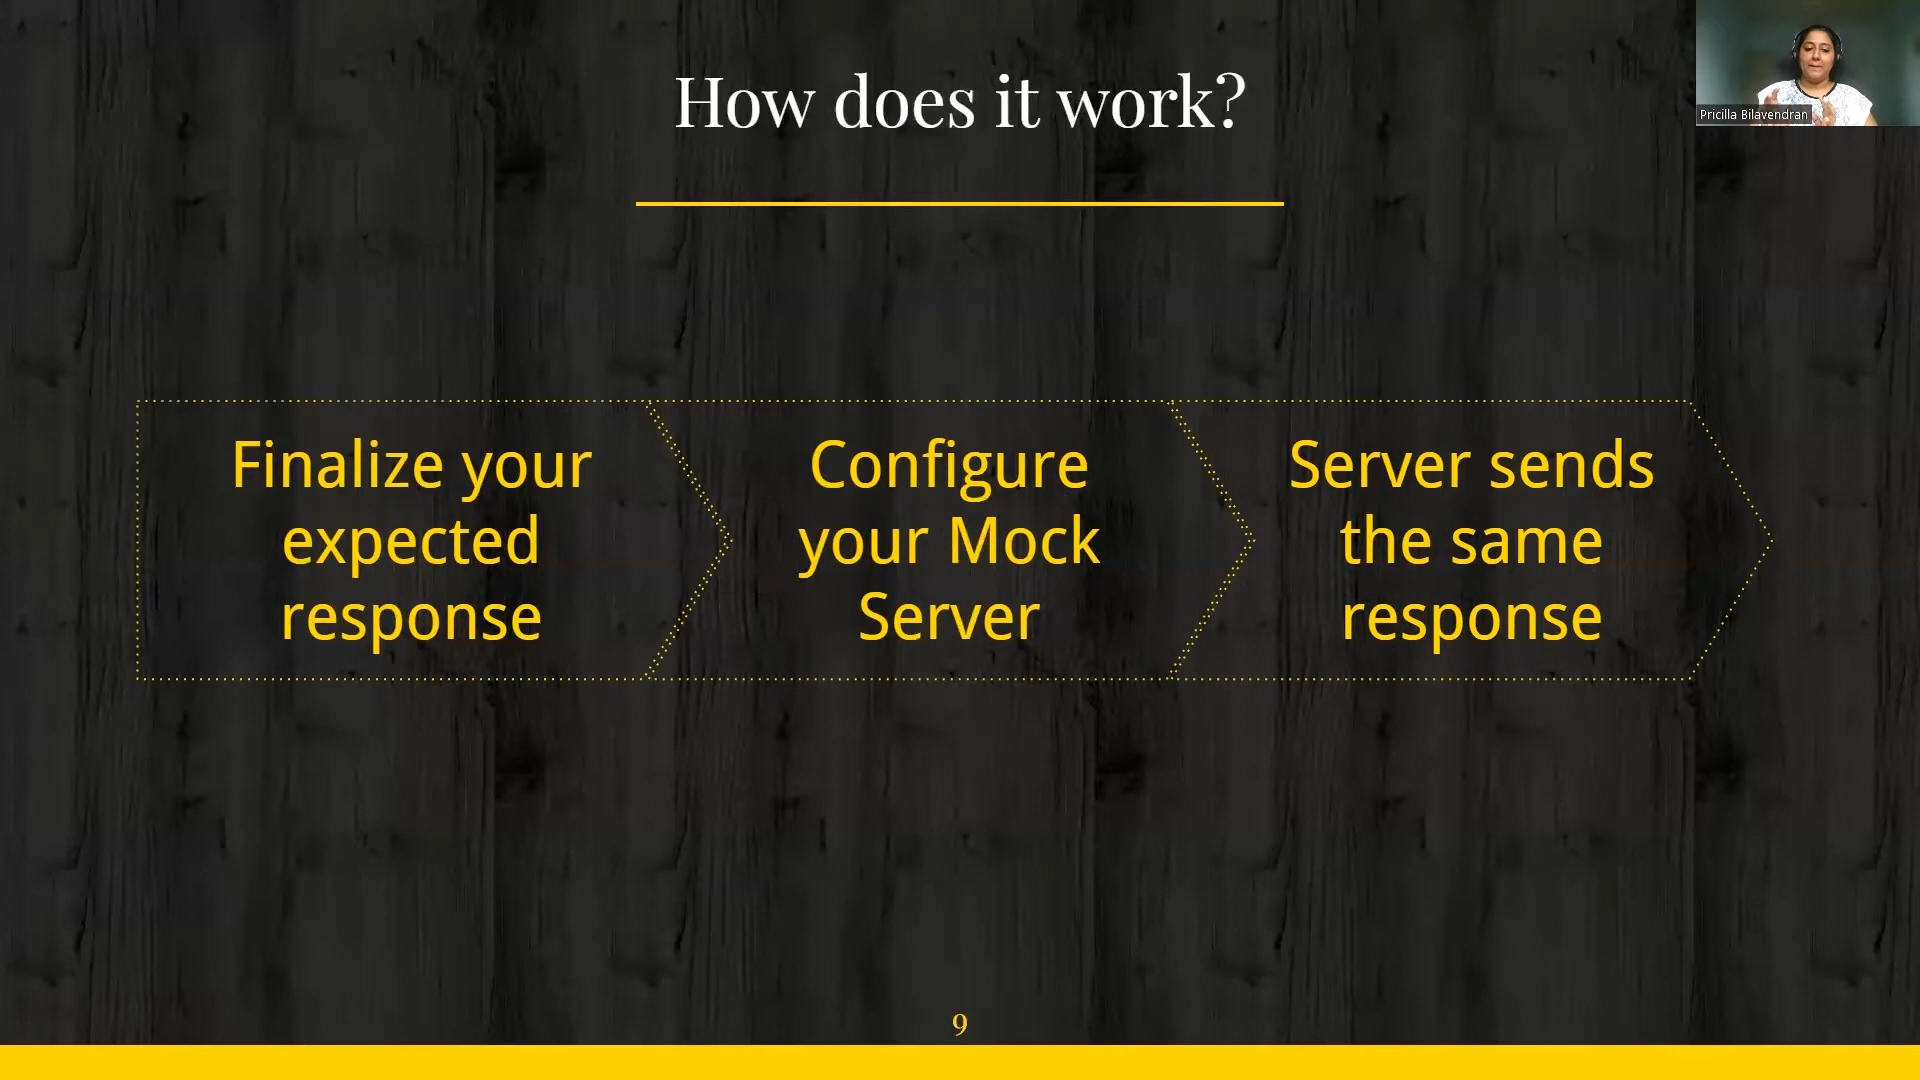 How does it work?
Pricilla Bilavendran
Finalize your
expected
response
Configure
your Mock
Server
Server sends
the same
response
9